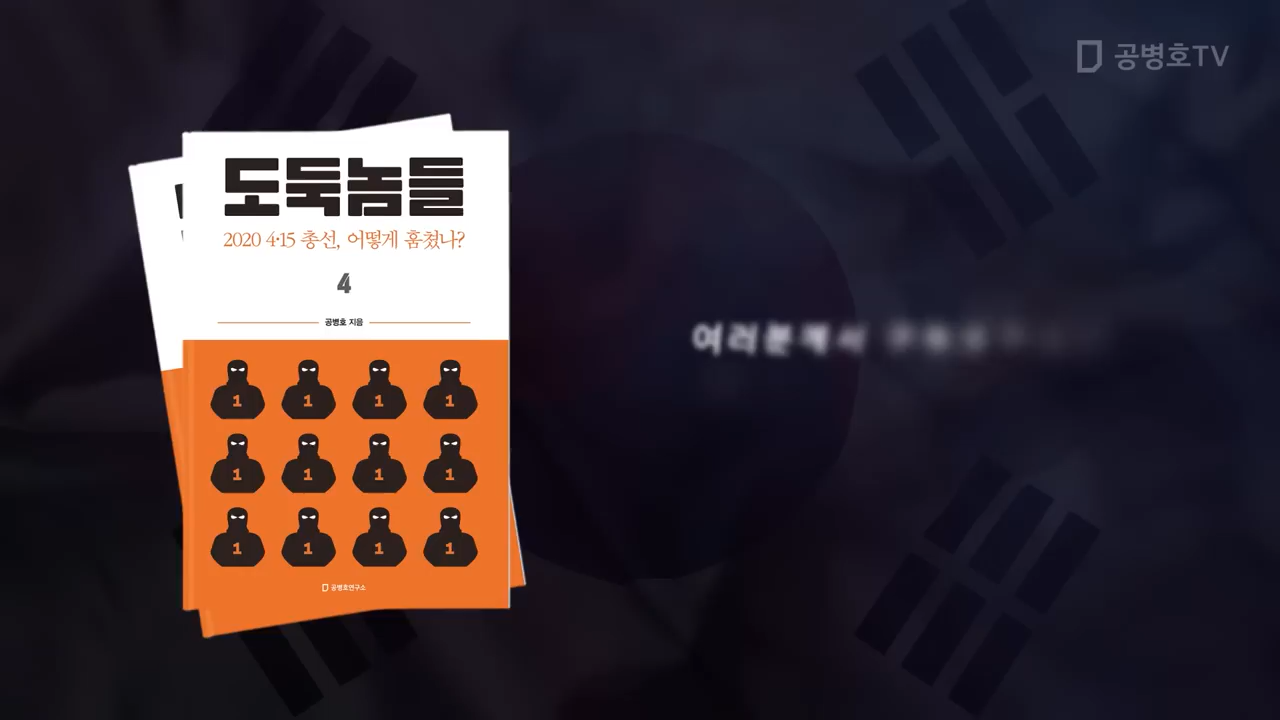 공병호TV
도둑놈들
2020 4·15 총선, 어떻게 훔쳤나?
4
공병호 지음
1 1 1 1
1 1 1 1
1 1 1 1
공병호연구소
여러분께서